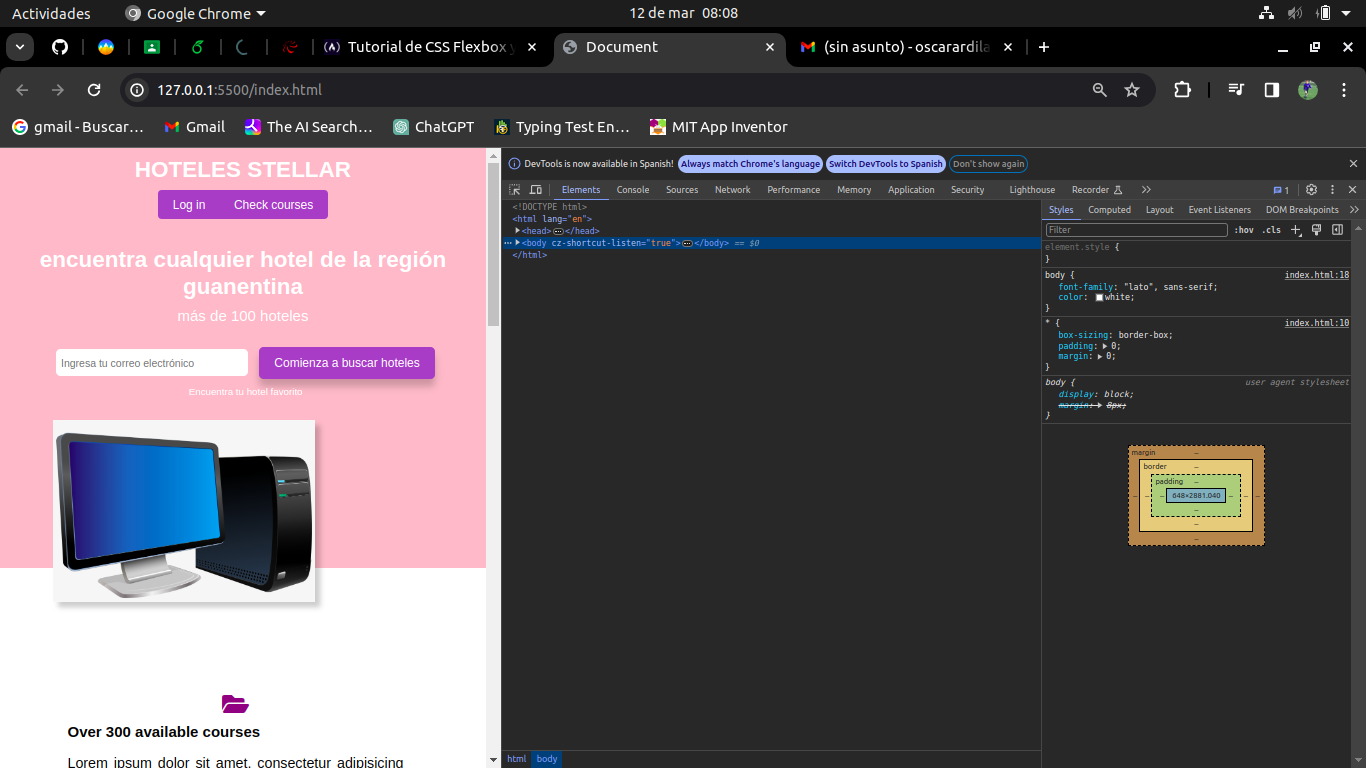 Actividades Google Chrome 12 de mar 08:08
Tutorial de CSS Flexbox y Document (sin asunto) - oscarardila
127.0.0.1:5500/index.html
gmail - Buscar… Gmail The AI Search… ChatGPT Typing Test En… MIT App Inventor
HOTELES STELLAR
Log in Check courses
encuentra cualquier hotel de la región
guanentina
más de 100 hoteles
Ingresa tu correo electrónico Comienza a buscar hoteles
Encuentra tu hotel favorito
Over 300 available courses
Lorem ipsum dolor sit amet, consectetur adipisicing
DevTools is now available in Spanish! Always match Chrome's language Switch DevTools to Spanish Don't show again
Elements Console Sources Network Performance Memory Application Security Lighthouse Recorder 1
<!DOCTYPE html>
<html lang="en">
<head>…</head>
<body cz-shortcut-listen="true">…</body> == $0
</html>
html body
Styles Computed Layout Event Listeners DOM Breakpoints
Filter :hov .cls
element.style {
}
body { index.html:18
font-family: "lato", sans-serif;
color: white;
}
* { index.html:10
box-sizing: border-box;
padding: 0;
margin: 0;
}
body { user agent stylesheet
display: block;
margin: 8px;
}
margin –
border –
padding –
– – – 648×2881.040 – – –
–
–
–